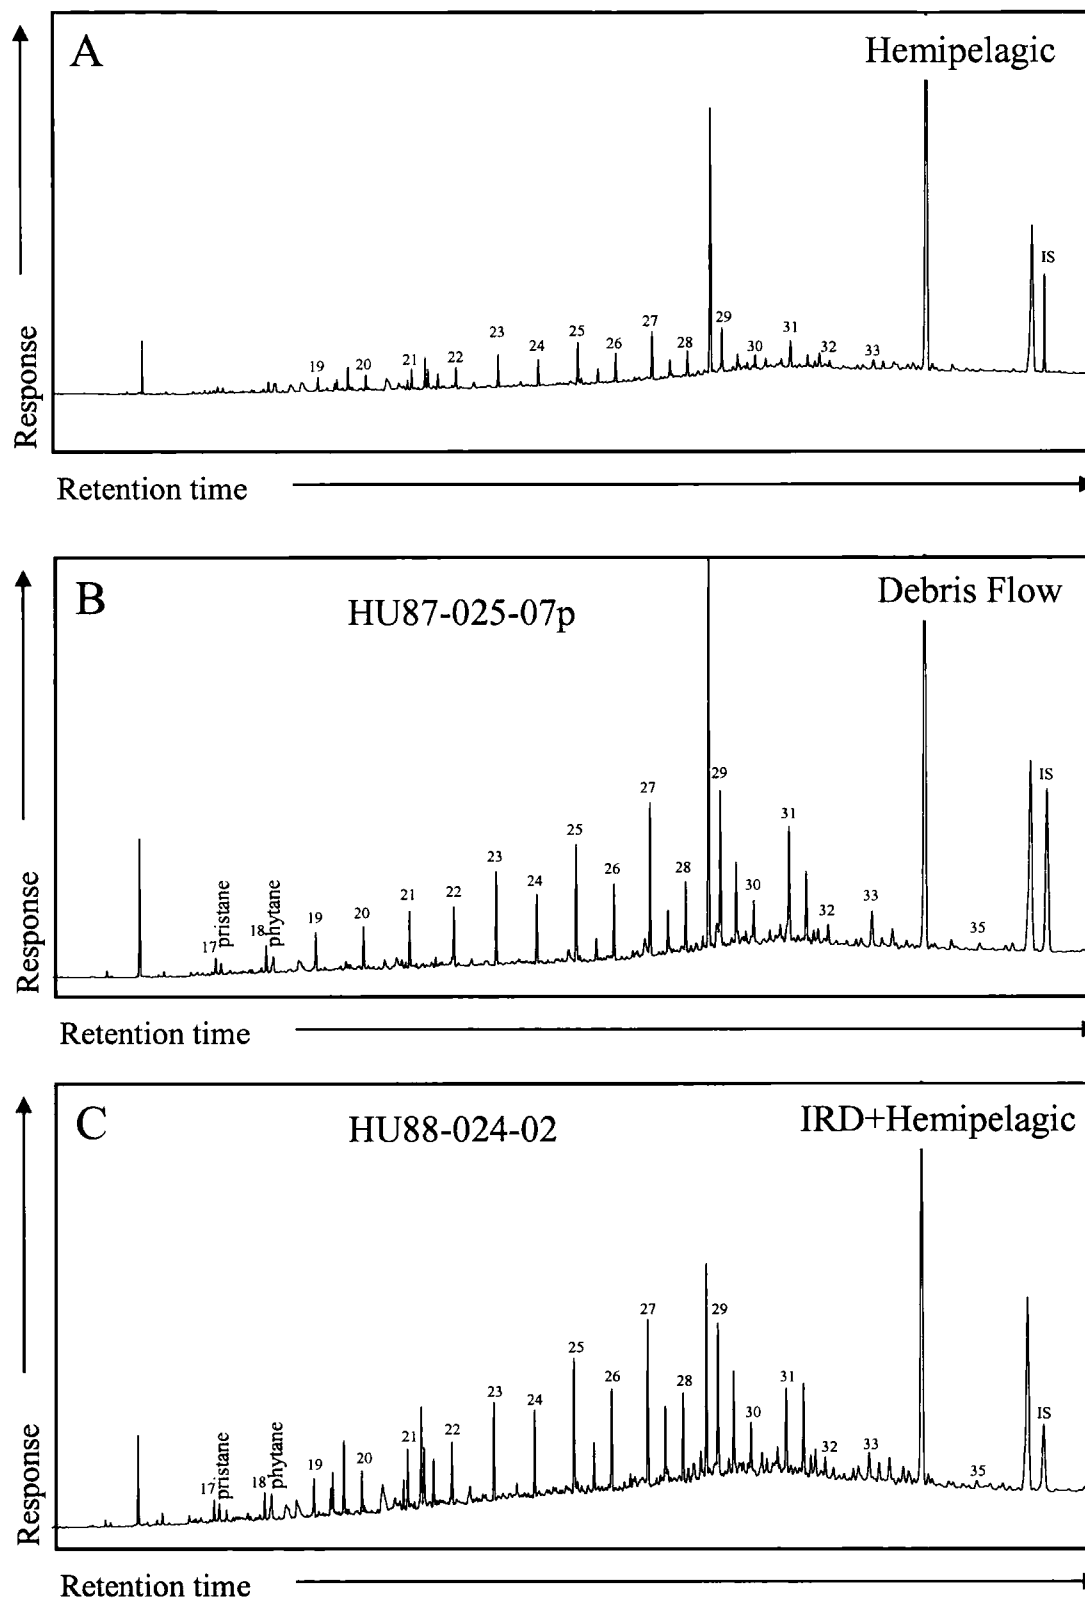 A
Hemipelagic
Response
19 20 21 22 23 24 25 26 27 28 29 30 31 32 33 IS
Retention time
B
HU87-025-07p
Debris Flow
Response
17 pristane 18 phytane 19 20 21 22 23 24 25 26 27 28 29 30 31 32 33 35 IS
Retention time
C
HU88-024-02
IRD+Hemipelagic
Response
17 pristane 18 phytane 19 20 21 22 23 24 25 26 27 28 29 30 31 32 33 35 IS
Retention time